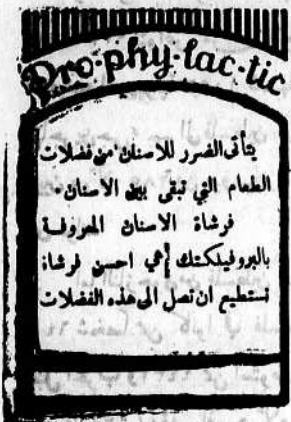 Pro·phy·lac·tic
يتأتى الضرر للاسنان من فضلات
الطعام التي تبقى بين الاسنان -
فرشاة الاسنان المعروفة
بالبروفيلكتك هي احسن فرشاة
تستطيع ان تصل الى هذه الفضلات